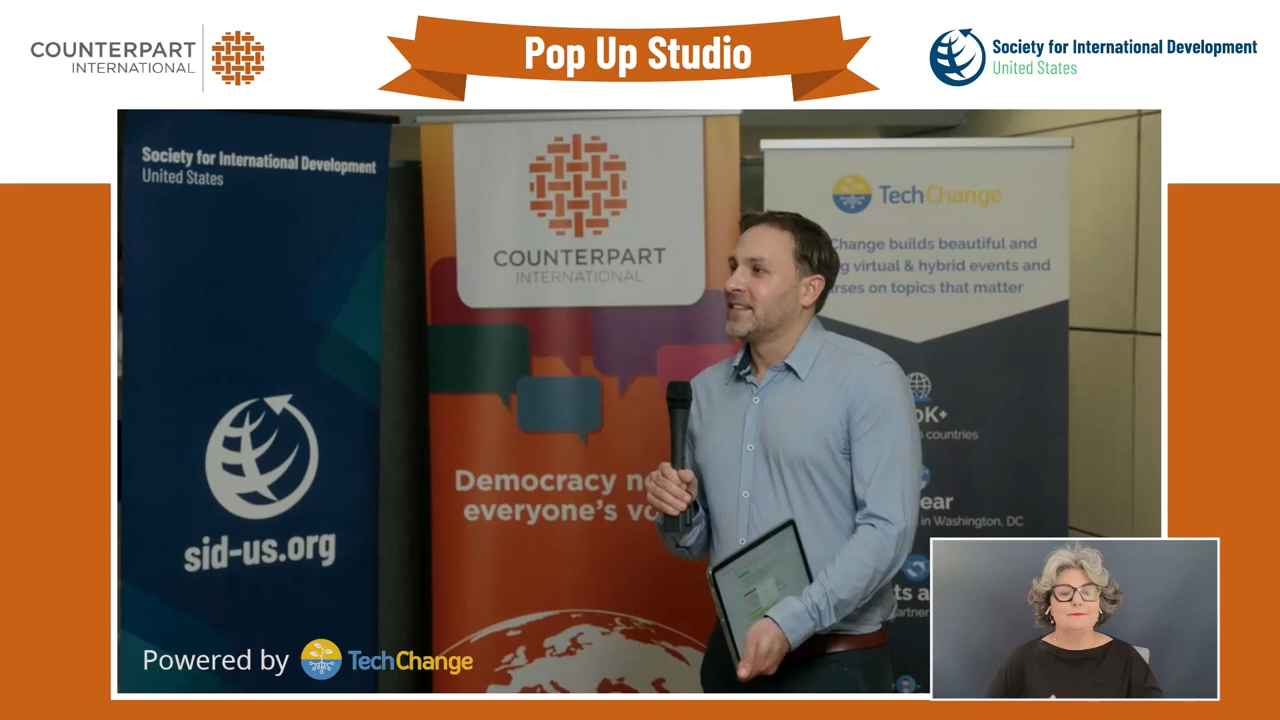 COUNTERPART
INTERNATIONAL
Pop Up Studio
Society for International Development
United States
Society for International Development
United States
sid-us.org
COUNTERPART
INTERNATIONAL
Democracy
everyone's
TechChange
Change builds beautiful and
virtual & hybrid events and
on topics that matter
countries
in Washington, DC
Powered by TechChange